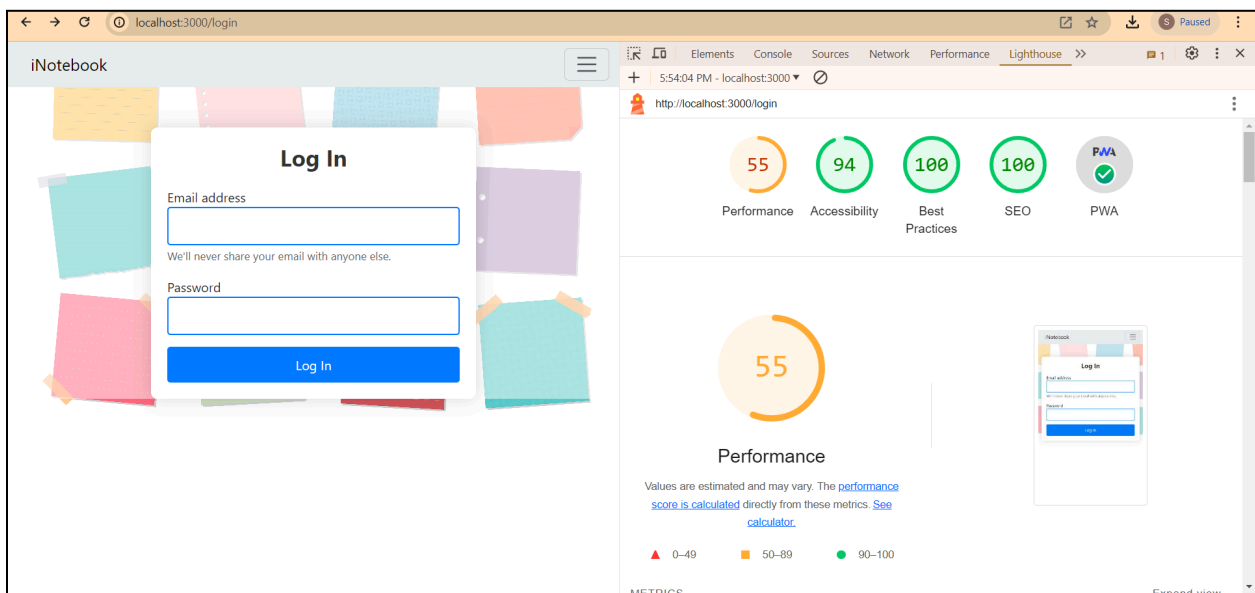 localhost:3000/login
S Paused
iNotebook
Log In
Email address
We'll never share your email with anyone else.
Password
Log In
Elements Console Sources Network Performance Lighthouse 1
5:54:04 PM - localhost:3000
http://localhost:3000/login
55 94 100 100 PWA
Performance Accessibility Best Practices SEO PWA
55
Performance
Values are estimated and may vary. The performance
score is calculated directly from these metrics. See
calculator.
0–49 50–89 90–100
iNotebook
Log In
Email address
Password
Log In
METRICS Expand view